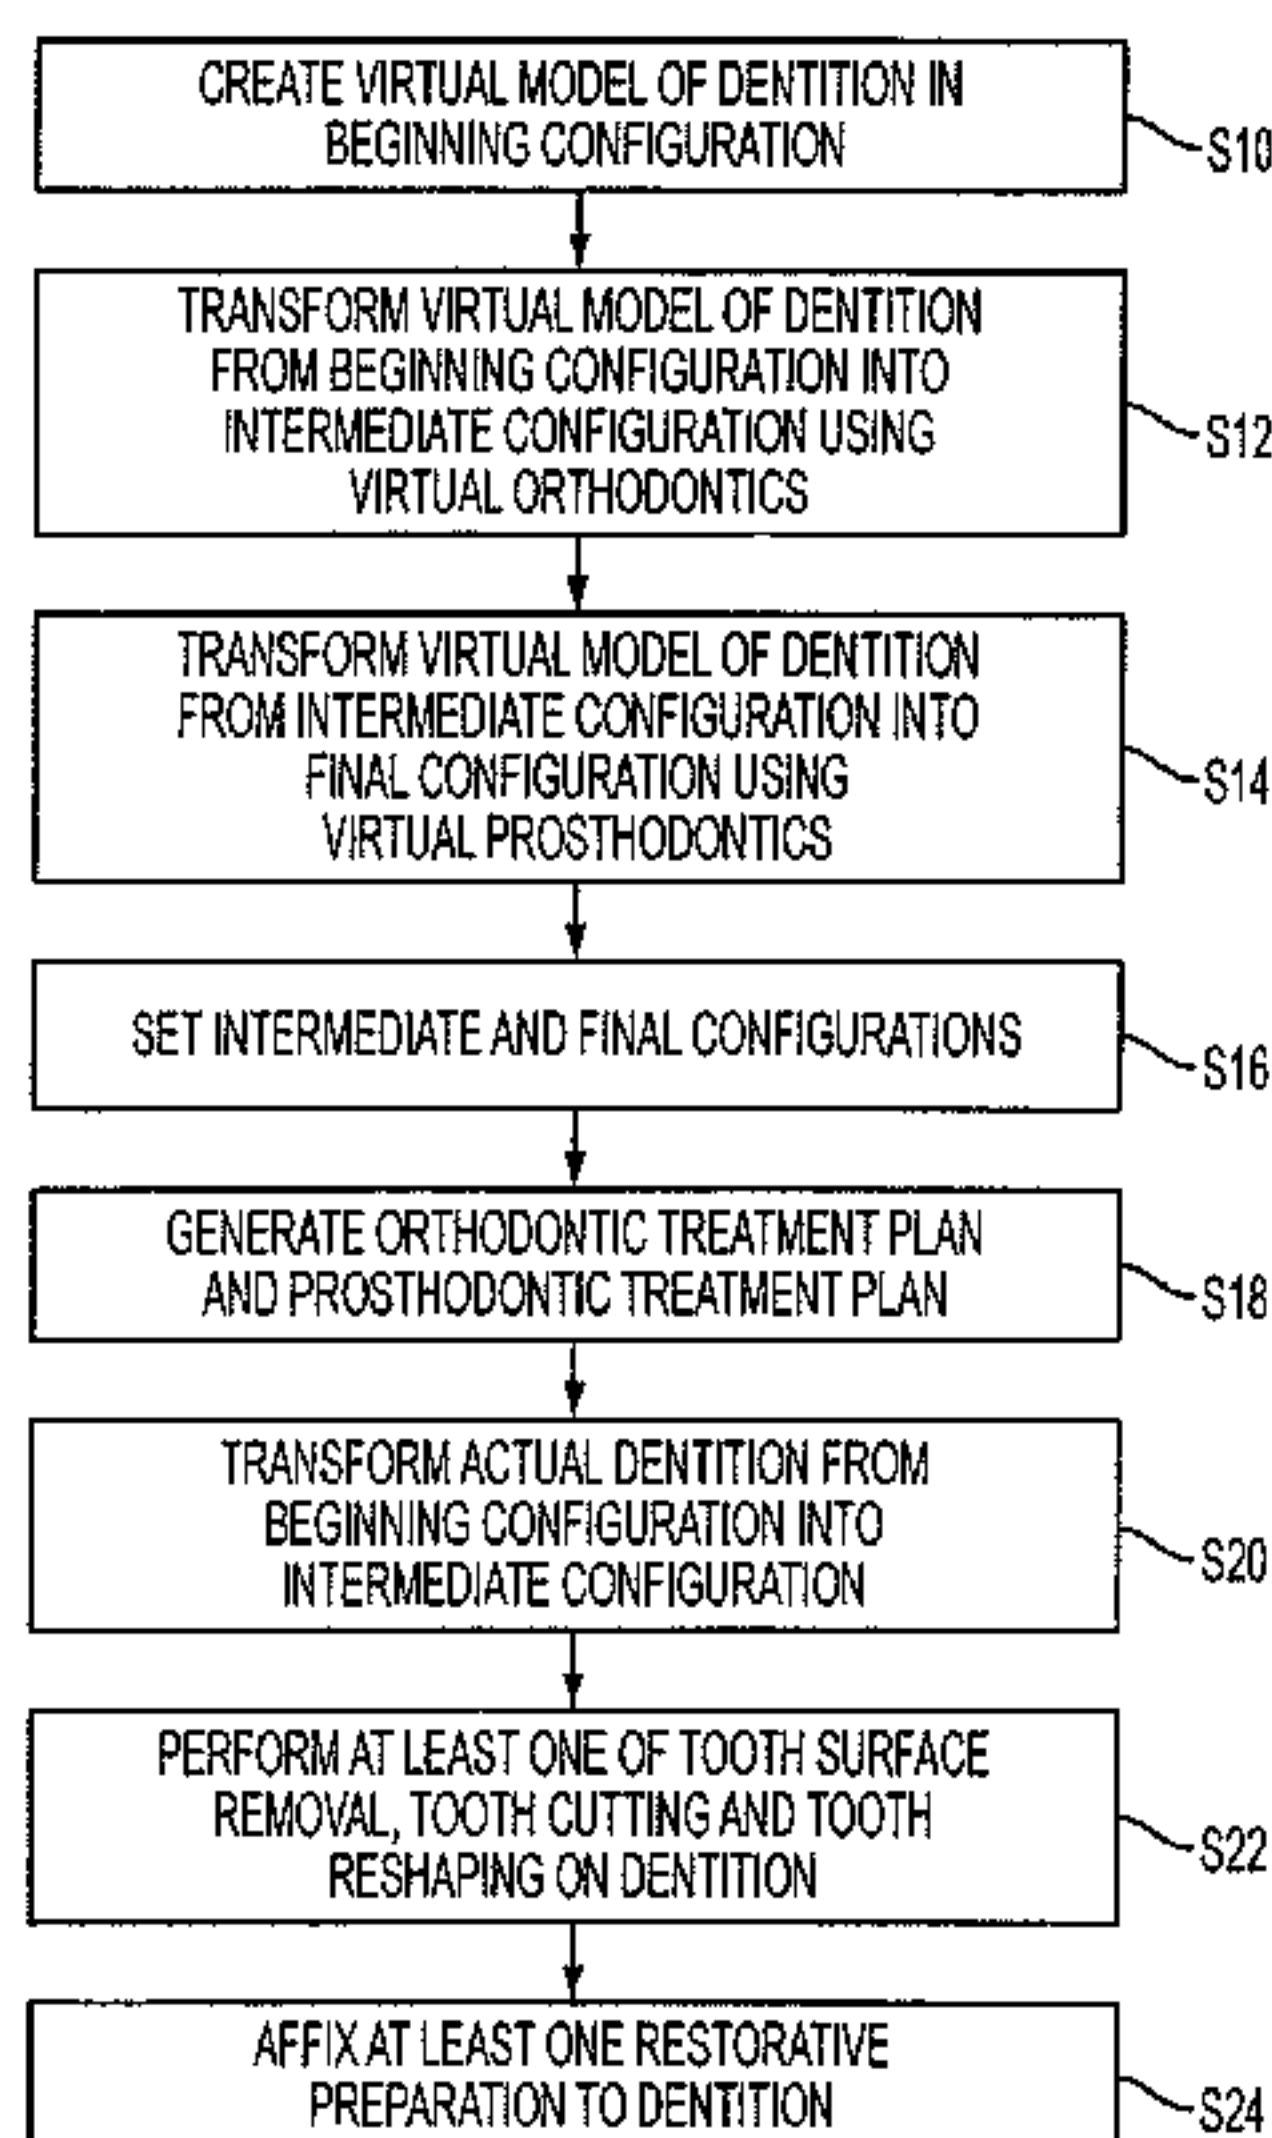 CREATE VIRTUAL MODEL OF DENTITION IN
BEGINNING CONFIGURATION
S10
TRANSFORM VIRTUAL MODEL OF DENTITION
FROM BEGINNING CONFIGURATION INTO
INTERMEDIATE CONFIGURATION USING
VIRTUAL ORTHODONTICS
S12
TRANSFORM VIRTUAL MODEL OF DENTITION
FROM INTERMEDIATE CONFIGURATION INTO
FINAL CONFIGURATION USING
VIRTUAL PROSTHODONTICS
S14
SET INTERMEDIATE AND FINAL CONFIGURATIONS
S16
GENERATE ORTHODONTIC TREATMENT PLAN
AND PROSTHODONTIC TREATMENT PLAN
S18
TRANSFORM ACTUAL DENTITION FROM
BEGINNING CONFIGURATION INTO
INTERMEDIATE CONFIGURATION
S20
PERFORM AT LEAST ONE OF TOOTH SURFACE
REMOVAL, TOOTH CUTTING AND TOOTH
RESHAPING ON DENTITION
S22
AFFIX AT LEAST ONE RESTORATIVE
PREPARATION TO DENTITION
S24